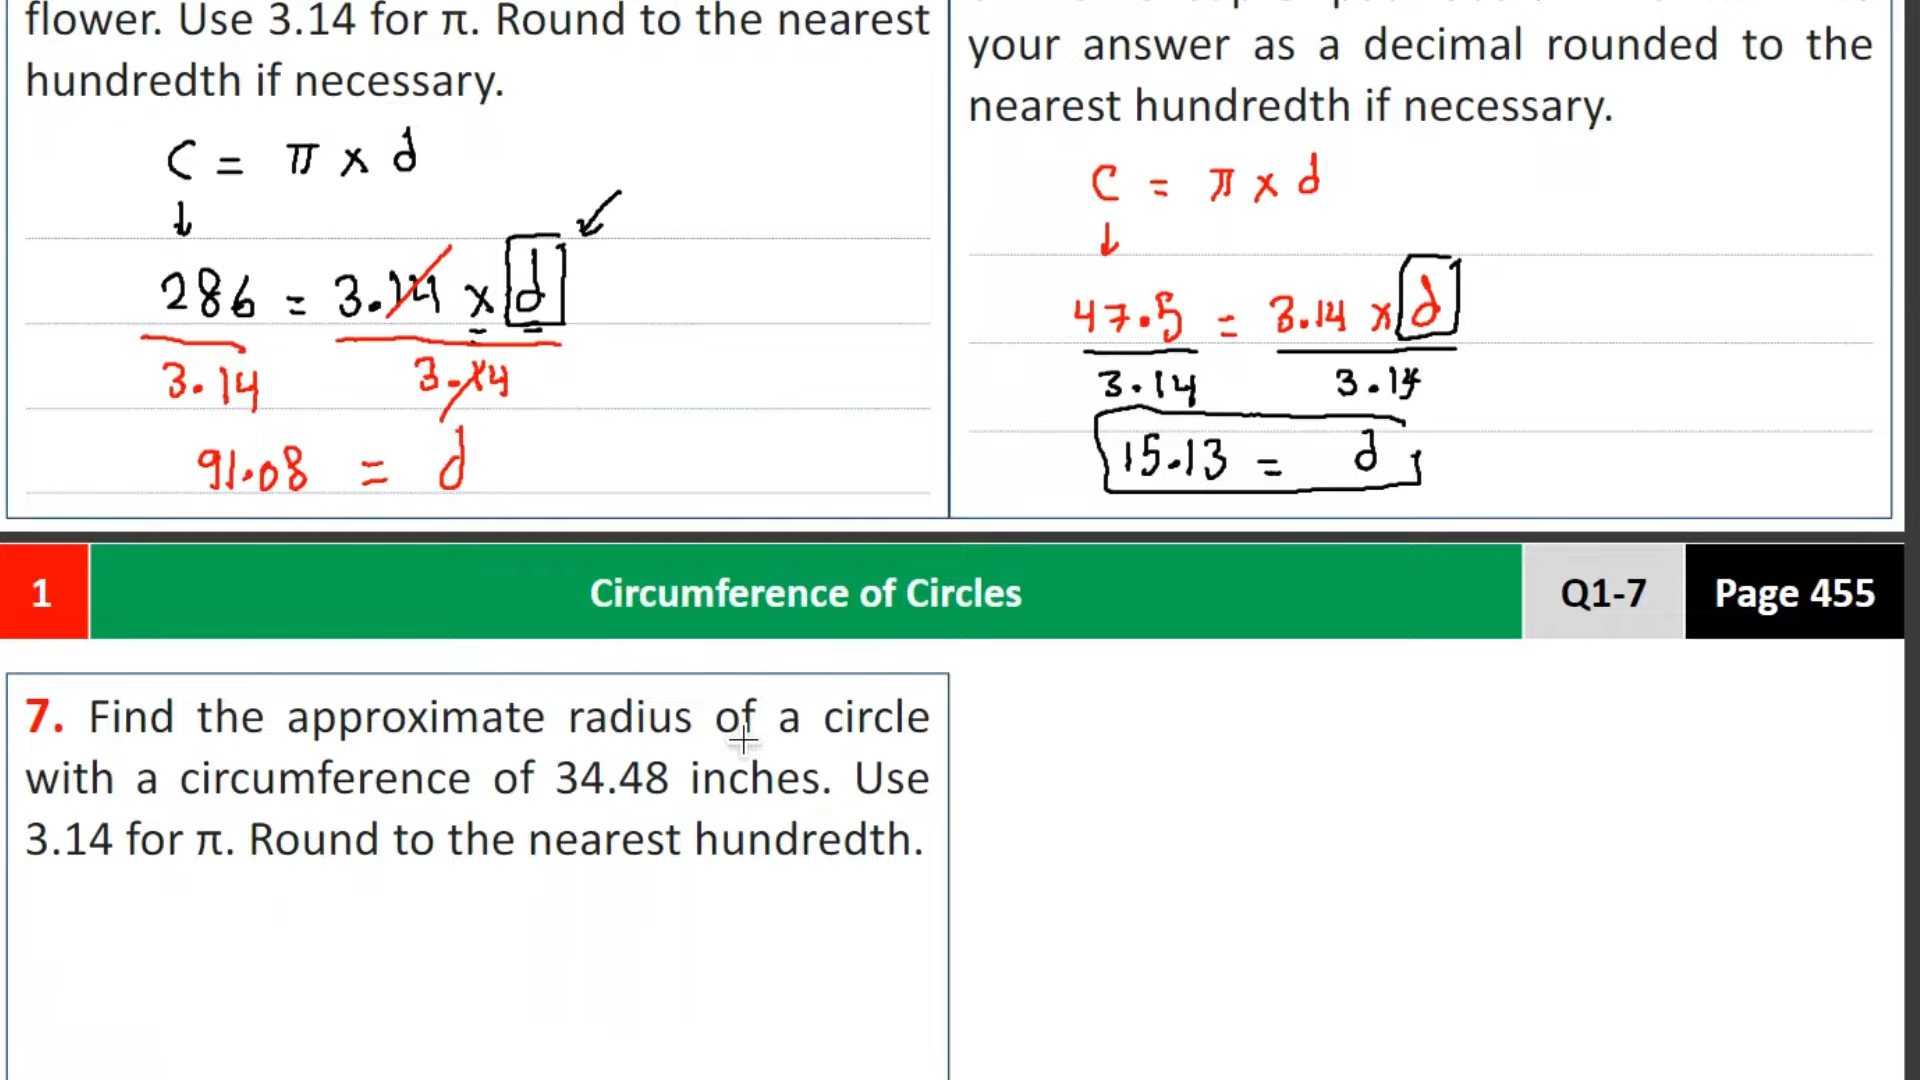 flower. Use 3.14 for π. Round to the nearest
hundredth if necessary.
C = π x d
↓
286 = 3.14 x d
3.14 3.14
91.08 = d
your answer as a decimal rounded to the
nearest hundredth if necessary.
C = π x d
↓
47.5 = 3.14 x d
3.14 3.14
15.13 = d
1 Circumference of Circles Q1-7 Page 455
7. Find the approximate radius of a circle
with a circumference of 34.48 inches. Use
3.14 for π. Round to the nearest hundredth.